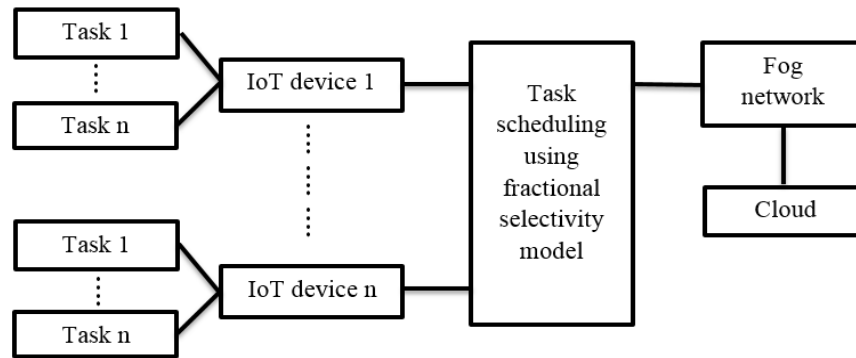 Task 1
Task n
IoT device 1
Task 1
Task n
IoT device n
Task
scheduling
using
fractional
selectivity
model
Fog
network
Cloud